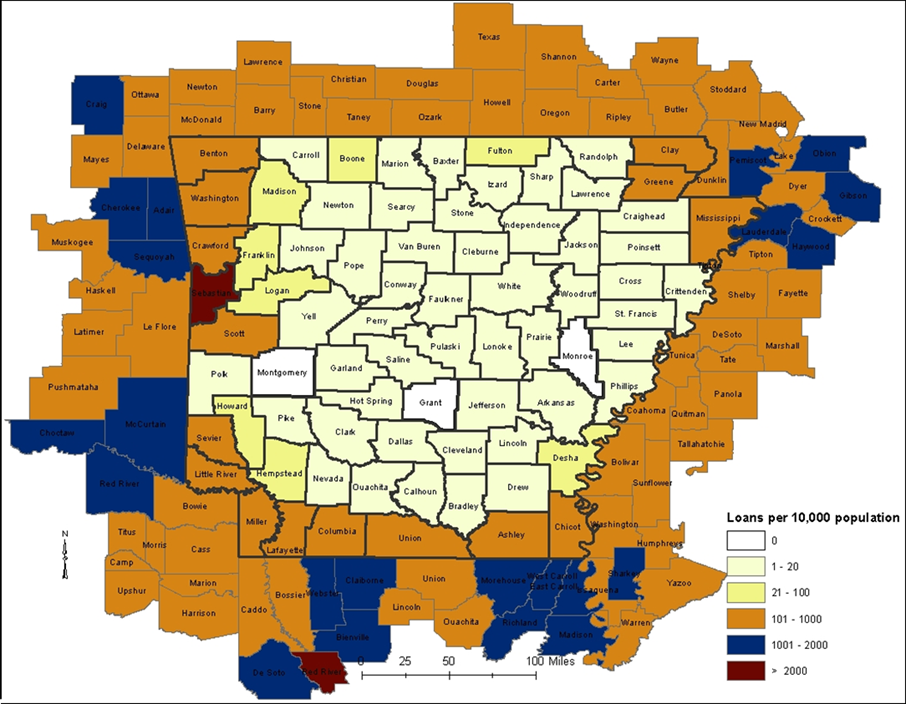 Texas
Shannon
Wayne
Lawrence
Christian
Douglas
Carter
Stoddard
Craig
Ottawa
Newton
Barry
Stone
Taney
Ozark
Howell
Oregon
Ripley
Butler
New Madrid
McDonald
Mayes
Delaware
Benton
Carroll
Boone
Marion
Baxter
Fulton
Randolph
Clay
Dunklin
Pemiscot
Lake
Obion
Dyer
Gibson
Crockett
Cherokee
Adair
Washington
Madison
Newton
Searcy
Stone
Izard
Sharp
Lawrence
Greene
Independence
Craighead
Mississippi
Lauderdale
Haywood
Muskogee
Sequoyah
Crawford
Franklin
Johnson
Van Buren
Cleburne
Jackson
Poinsett
Tipton
Haskell
Sebastian
Logan
Pope
Conway
Faulkner
White
Woodruff
Cross
Crittenden
Shelby
Fayette
Latimer
Le Flore
Scott
Yell
Perry
Pulaski
Lonoke
Prairie
Monroe
St. Francis
Lee
DeSoto
Marshall
Tunica
Tate
Pushmataha
Polk
Montgomery
Garland
Saline
Phillips
Panola
Choctaw
McCurtain
Howard
Pike
Hot Spring
Grant
Jefferson
Arkansas
Coahoma
Quitman
Tallahatchie
Sevier
Clark
Dallas
Cleveland
Lincoln
Desha
Bolivar
Sunflower
Red River
Little River
Hempstead
Nevada
Ouachita
Calhoun
Bradley
Drew
Bowie
Miller
Lafayette
Columbia
Union
Ashley
Chicot
Washington
Humphreys
Titus
Morris
Cass
Camp
Upshur
Marion
Harrison
Caddo
Bossier
Webster
Claiborne
Union
Morehouse
West Carroll
East Carroll
Sharkey
Issaquena
Yazoo
Lincoln
Ouachita
Richland
Madison
Warren
Bienville
De Soto
Red River
N
0 25 50 100 Miles
Loans per 10,000 population
0
1 - 20
21 - 100
101 - 1000
1001 - 2000
> 2000